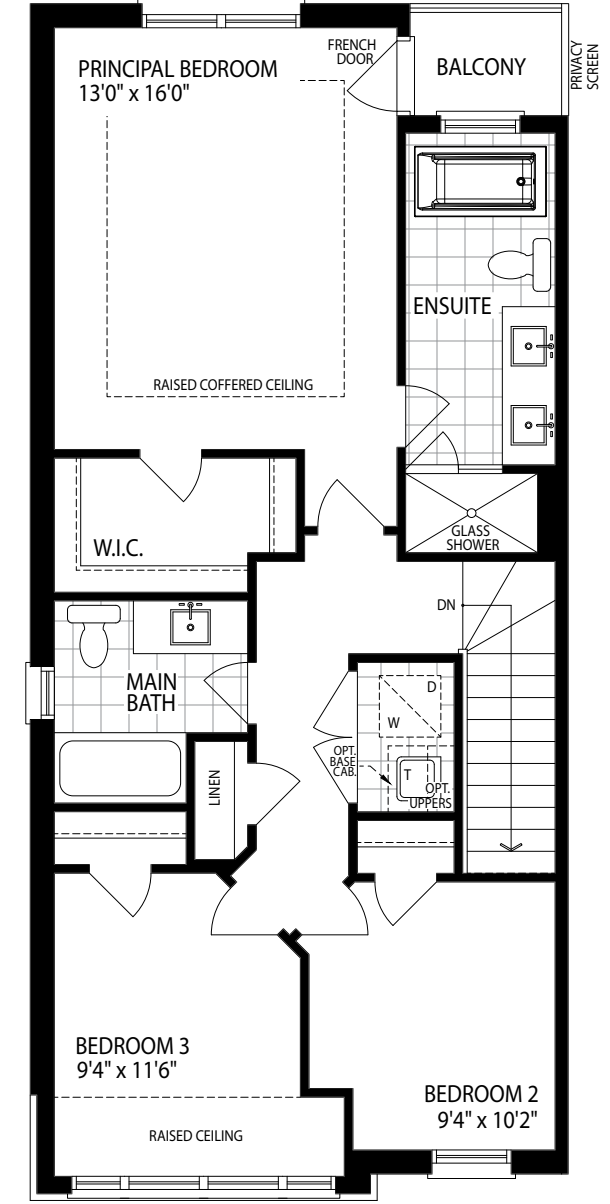 PRINCIPAL BEDROOM
13'0" x 16'0"
FRENCH
DOOR
BALCONY
PRIVACY
SCREEN
ENSUITE
RAISED COFFERED CEILING
W.I.C.
GLASS
SHOWER
DN
MAIN
BATH
D
W
OPT.
BASE
CAB.
T
OPT.
UPPERS
LINEN
BEDROOM 3
9'4" x 11'6"
BEDROOM 2
9'4" x 10'2"
RAISED CEILING